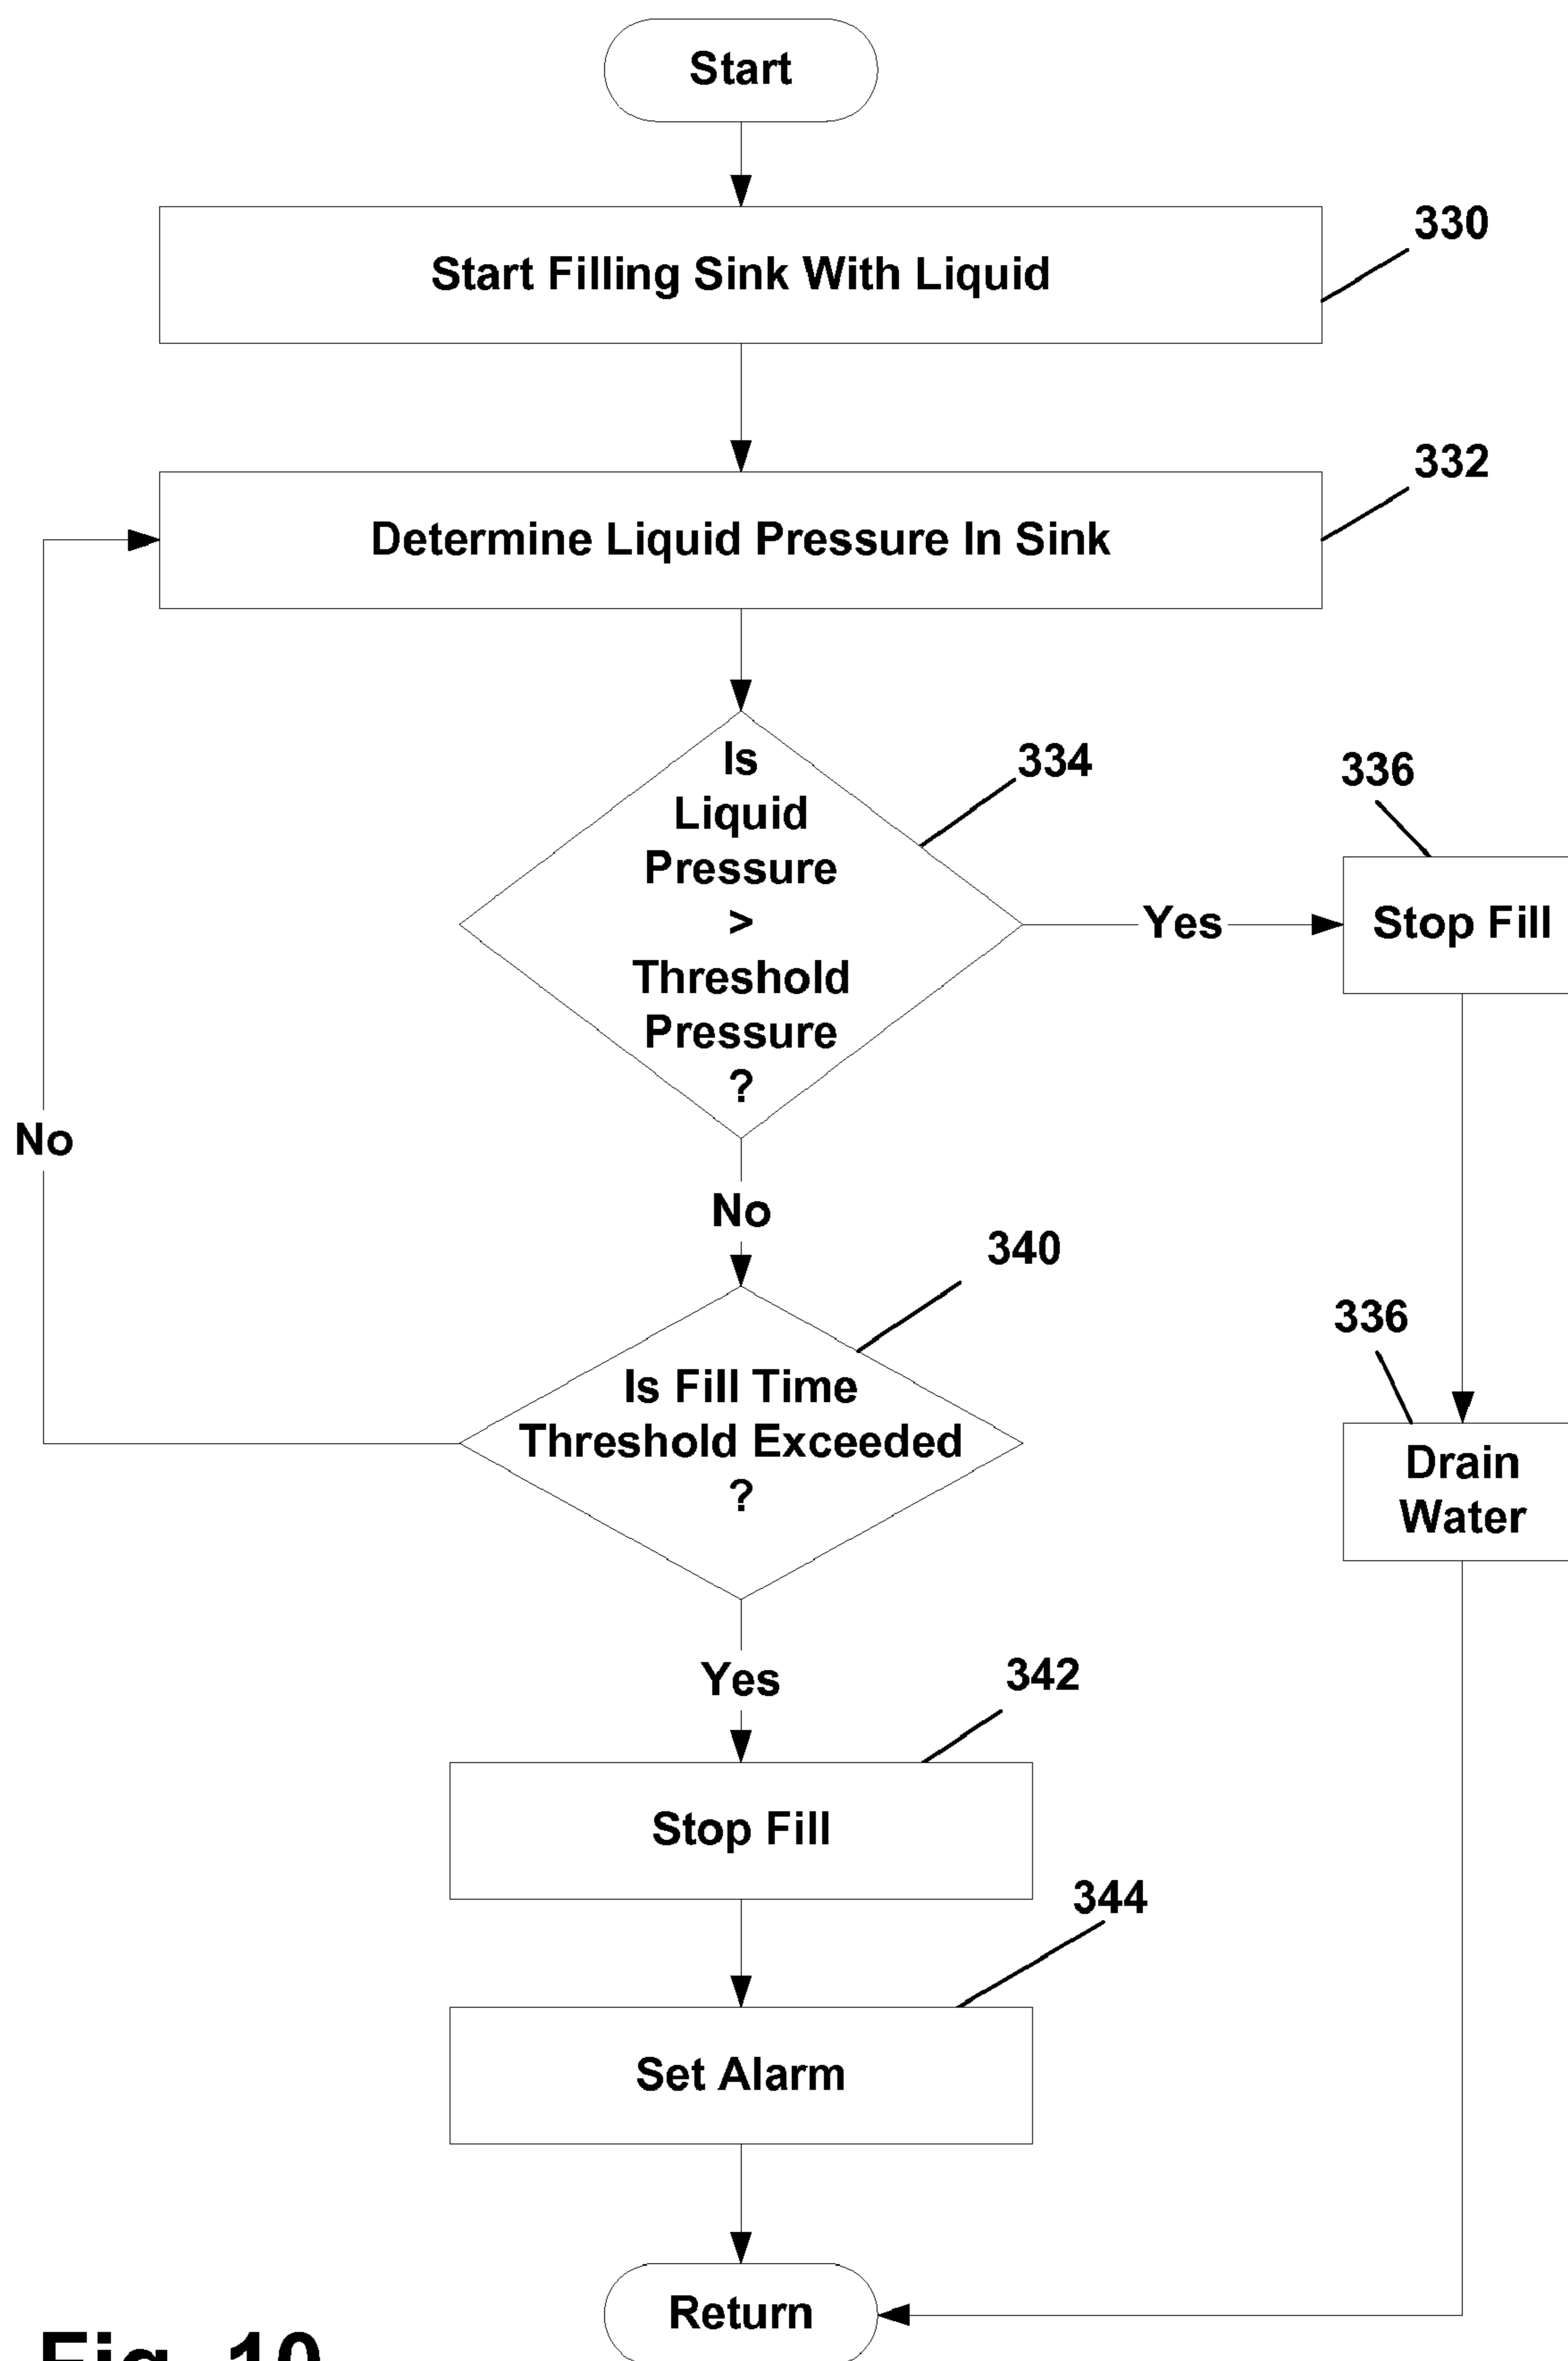 Start
330
Start Filling Sink With Liquid
332
Determine Liquid Pressure In Sink
Is
Liquid
Pressure
>
Threshold
Pressure
?
334
336
Yes
Stop Fill
No
No
340
336
Is Fill Time
Threshold Exceeded
?
Drain
Water
Yes
342
Stop Fill
344
Set Alarm
Return
Fig. 10